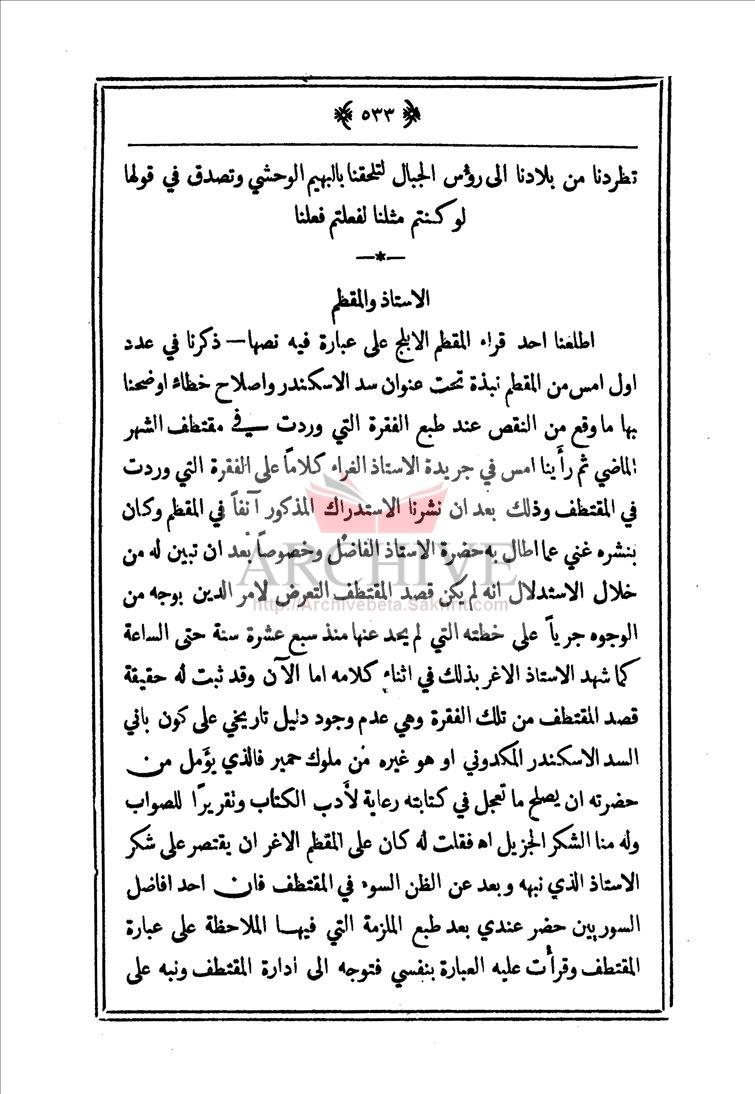 ﴿ ٥٣٣ ﴾
تطردنا من بلادنا الى رؤس الجبال لتلحقنا بالبهيم الوحشي وتصدق في قولها
لو كنتم مثلنا لفعلتم فعلنا
—*—
الاستاذ والمقطم
اطلعنا احد قراء المقطم الابلج على عبارة فيه نصها — ذكرنا في عدد
اول امس من المقطم نبذة تحت عنوان سد الاسكندر واصلاح خطاء اوضحنا
بها ما وقع من النقص عند طبع الفقرة التي وردت في مقتطف الشهر
الماضي ثم رأينا امس في جريدة الاستاذ الغراء كلاماً على الفقرة التي وردت
في المقتطف وذلك بعد ان نشرنا الاستدراك المذكور آنفاً في المقطم وكان
بنشره غني عما اطال به حضرة الاستاذ الفاضل وخصوصاً بعد ان تبين له من
خلال الاستدلال انه لم يكن قصد المقتطف التعرض لامر الدين بوجه من
الوجوه جرياً على خطته التي لم يحد عنها منذ سبع عشرة سنة حتى الساعة
كما شهد الاستاذ الاغر بذلك في اثناء كلامه اما الآن وقد ثبت له حقيقة
قصد المقتطف من تلك الفقرة وهي عدم وجود دليل تاريخي على كون باني
السد الاسكندر المكدوني او هو غيره من ملوك حمير فالذي يؤمل من
حضرته ان يصلح ما تعجل في كتابته رعاية لأدب الكتاب وتقريرًا للصواب
وله منا الشكر الجزيل اه فقلت له كان على المقطم الاغر ان يقتصر على شكر
الاستاذ الذي نبهه وبعد عن الظن السوء في المقتطف فان احد افاضل
السوريين حضر عندي بعد طبع الملزمة التي فيها الملاحظة على عبارة
المقتطف وقرأت عليه العبارة بنفسي فتوجه الى ادارة المقتطف ونبه على
ARCHIVE
http://Archivebeta.Sakhrit.com